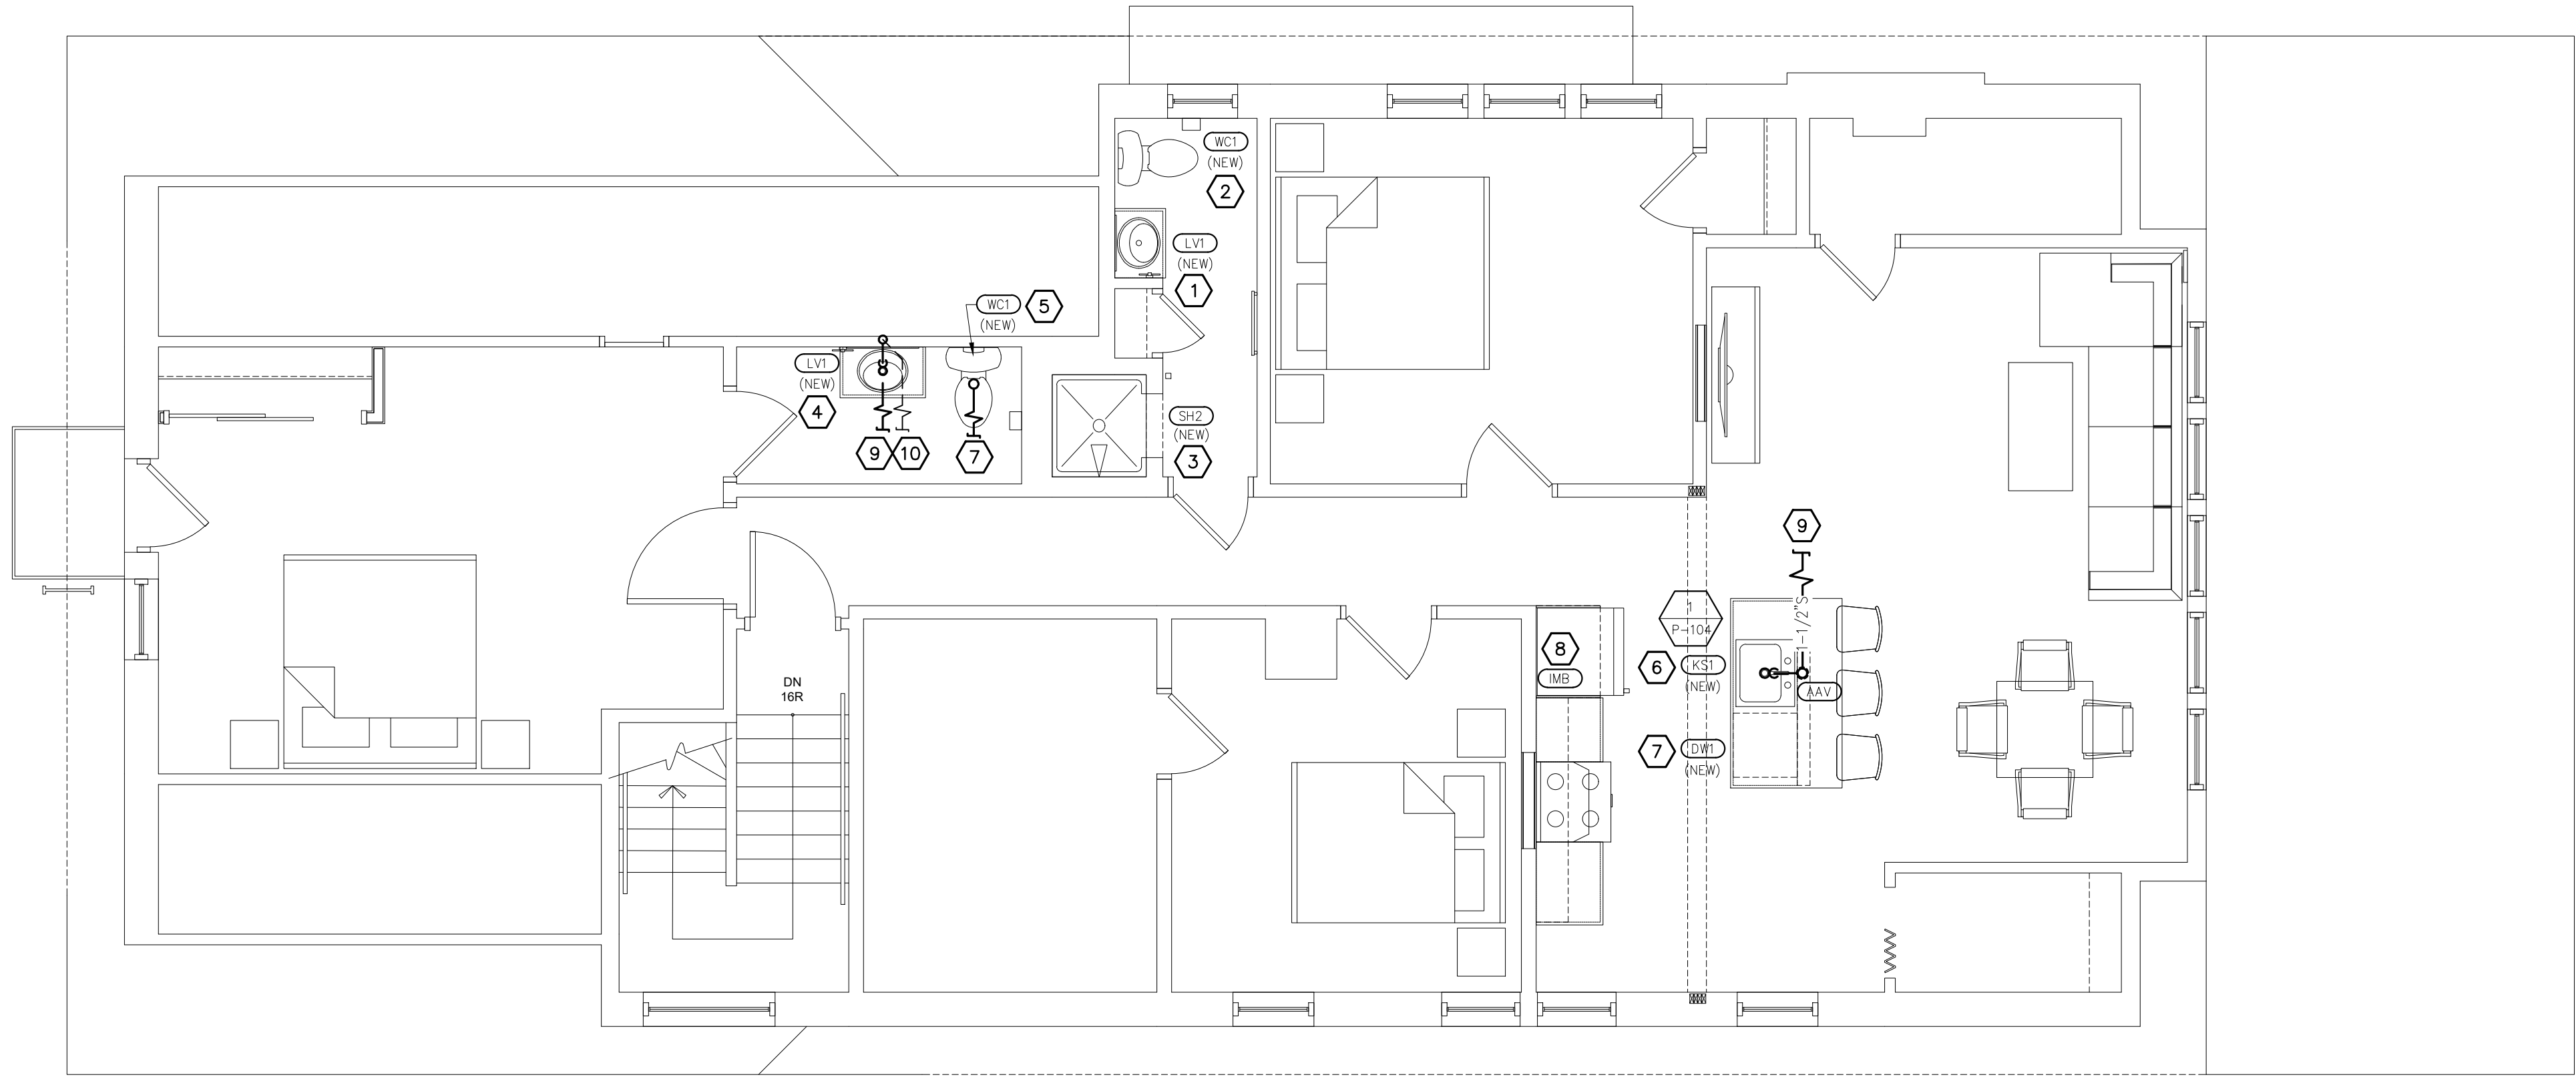 WC1
(NEW)
2
LV1
(NEW)
1
WC1
(NEW)
5
LV1
(NEW)
4
9
10
7
SH2
(NEW)
3
9
1-1/2"S
1
P-104
8
IMB
6
KS1
(NEW)
AAV
7
DW1
(NEW)
DN
16R